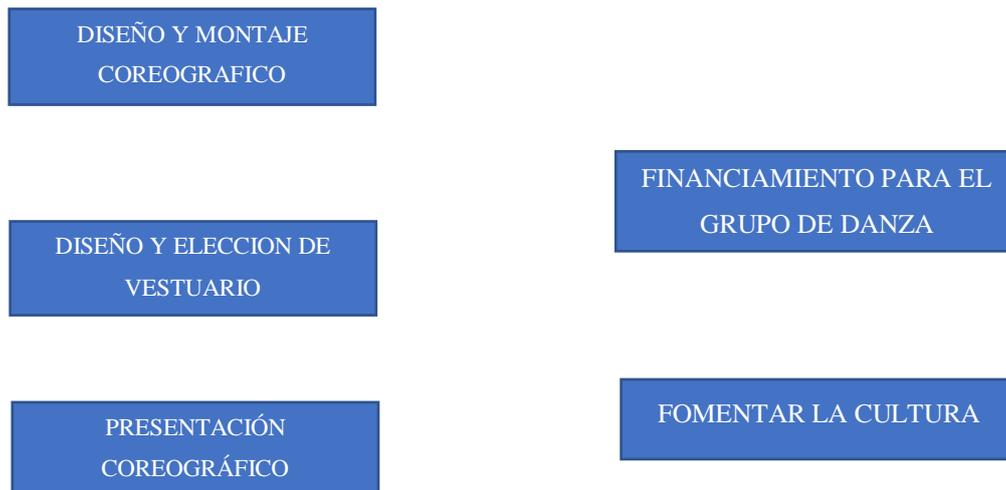 DISEÑO Y MONTAJE
COREOGRAFICO
DISEÑO Y ELECCION DE
VESTUARIO
PRESENTACIÓN
COREOGRÁFICO
FINANCIAMIENTO PARA EL
GRUPO DE DANZA
FOMENTAR LA CULTURA